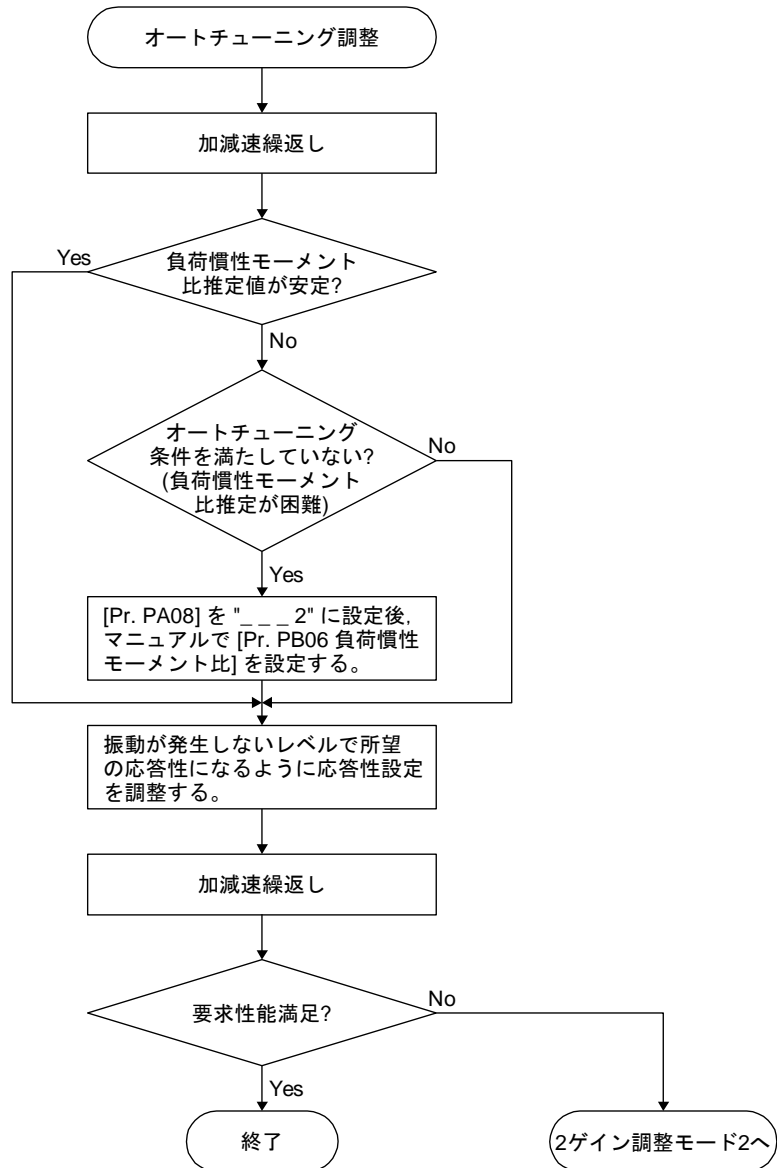 オートチューニング調整
加減速繰返し
Yes
負荷慣性モーメント
比推定値が安定?
No
オートチューニング
条件を満たしていない?
(負荷慣性モーメント
比推定が困難)
No
Yes
[Pr. PA08] を "_ _ _ 2" に設定後,
マニュアルで [Pr. PB06 負荷慣性
モーメント比] を設定する。
振動が発生しないレベルで所望
の応答性になるように応答性設定
を調整する。
加減速繰返し
要求性能満足?
No
Yes
終了
2ゲイン調整モード2へ